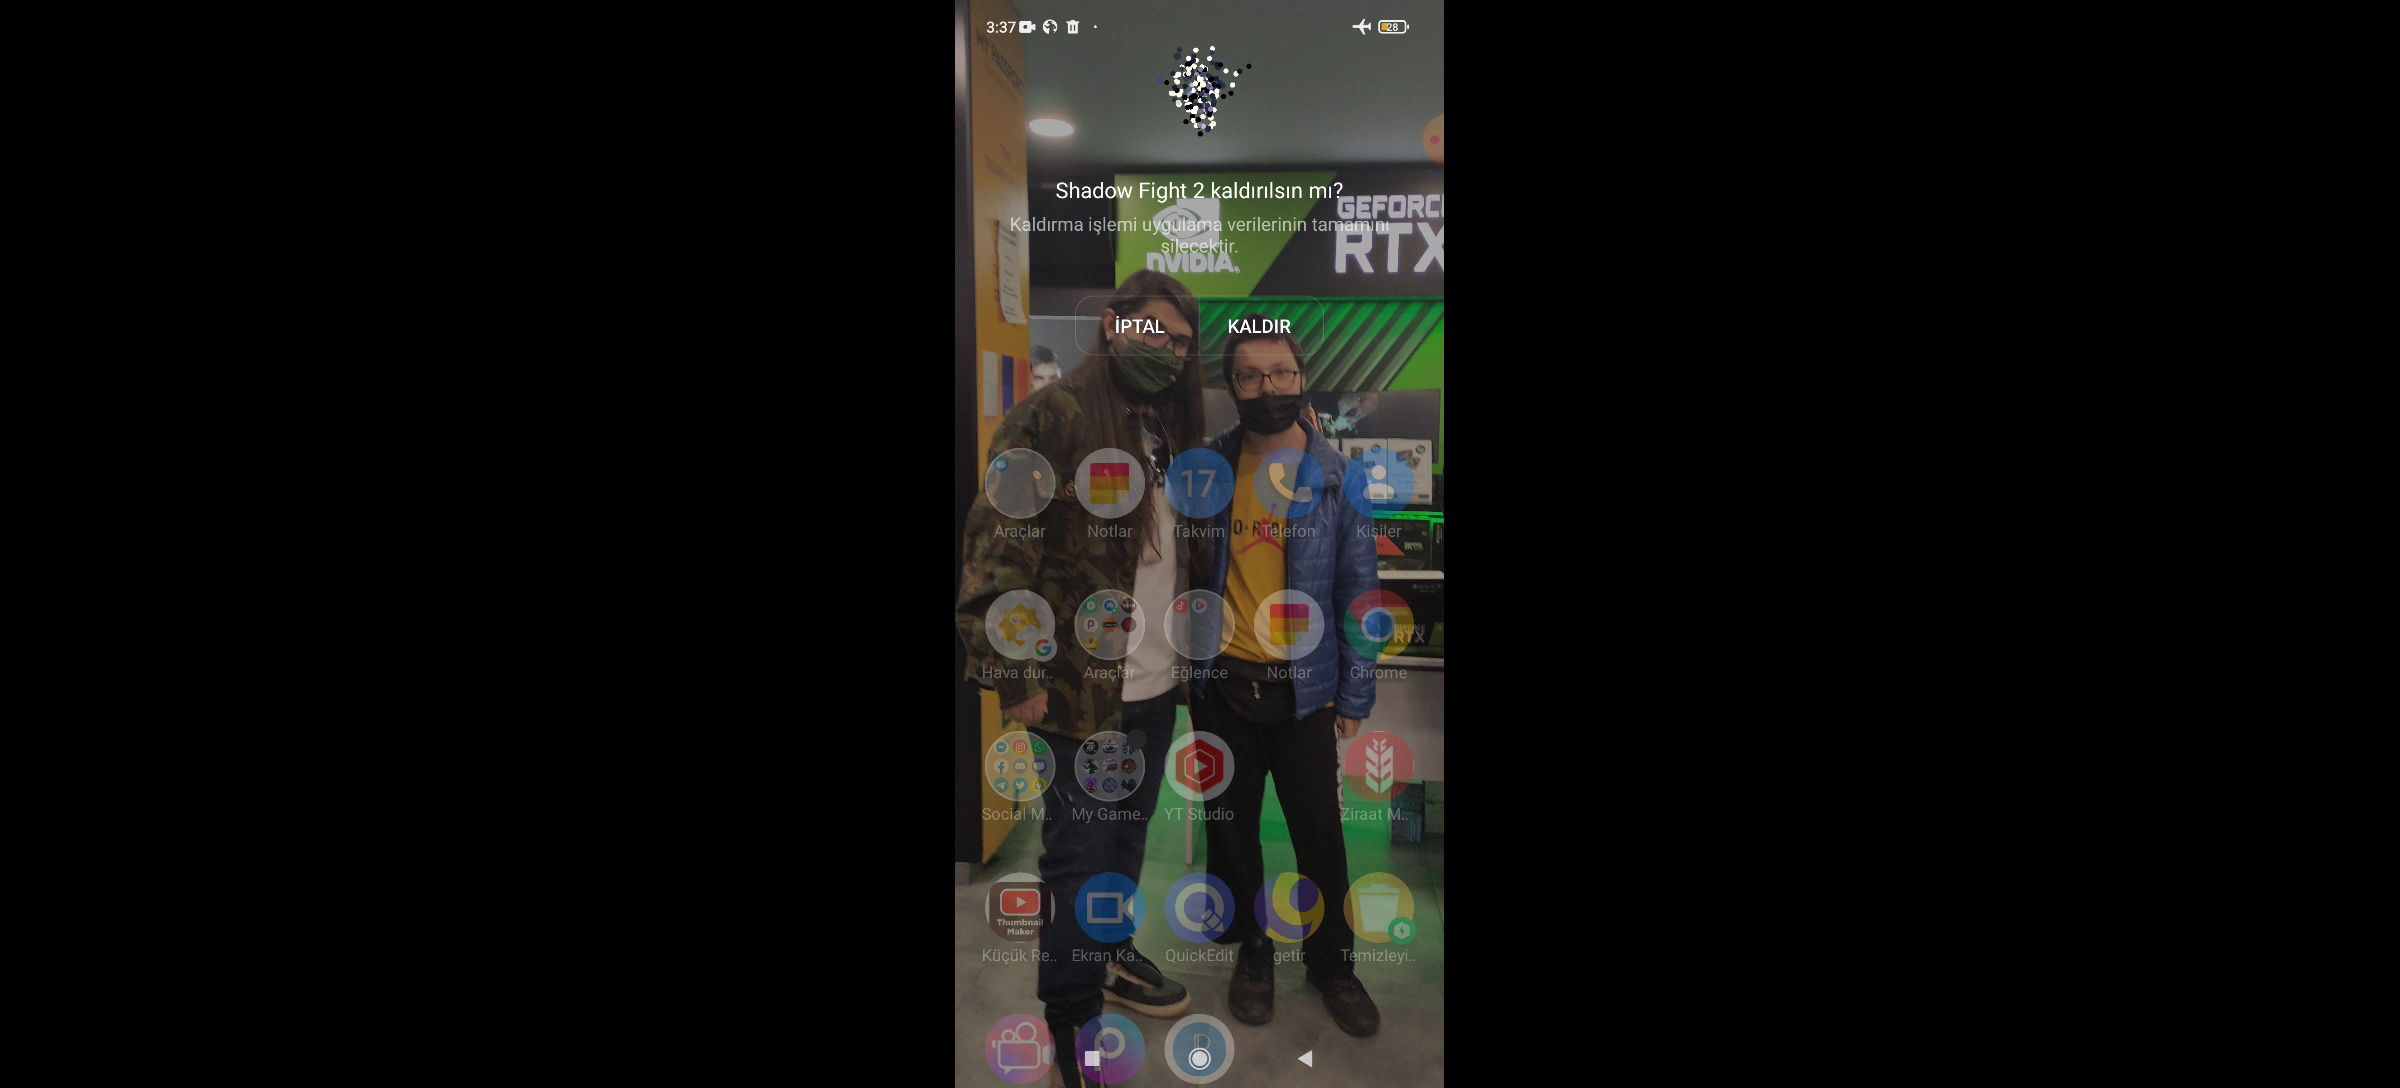 3:37
28
Shadow Fight 2 kaldırılsın mı?
Kaldırma işlemi uygulama verilerinin tamamını
silecektir.
GEFORC
RTX
NVIDIA.
İPTAL
KALDIR
17
Araçlar
Notlar
Takvim
Telefon
Kişiler
Hava dur..
Araçlar
Eğlence
Notlar
Chrome
Social M..
My Game..
YT Studio
Ziraat M..
Thumbnail
Maker
Küçük Re..
Ekran Ka..
QuickEdit
getir
Temizleyi..